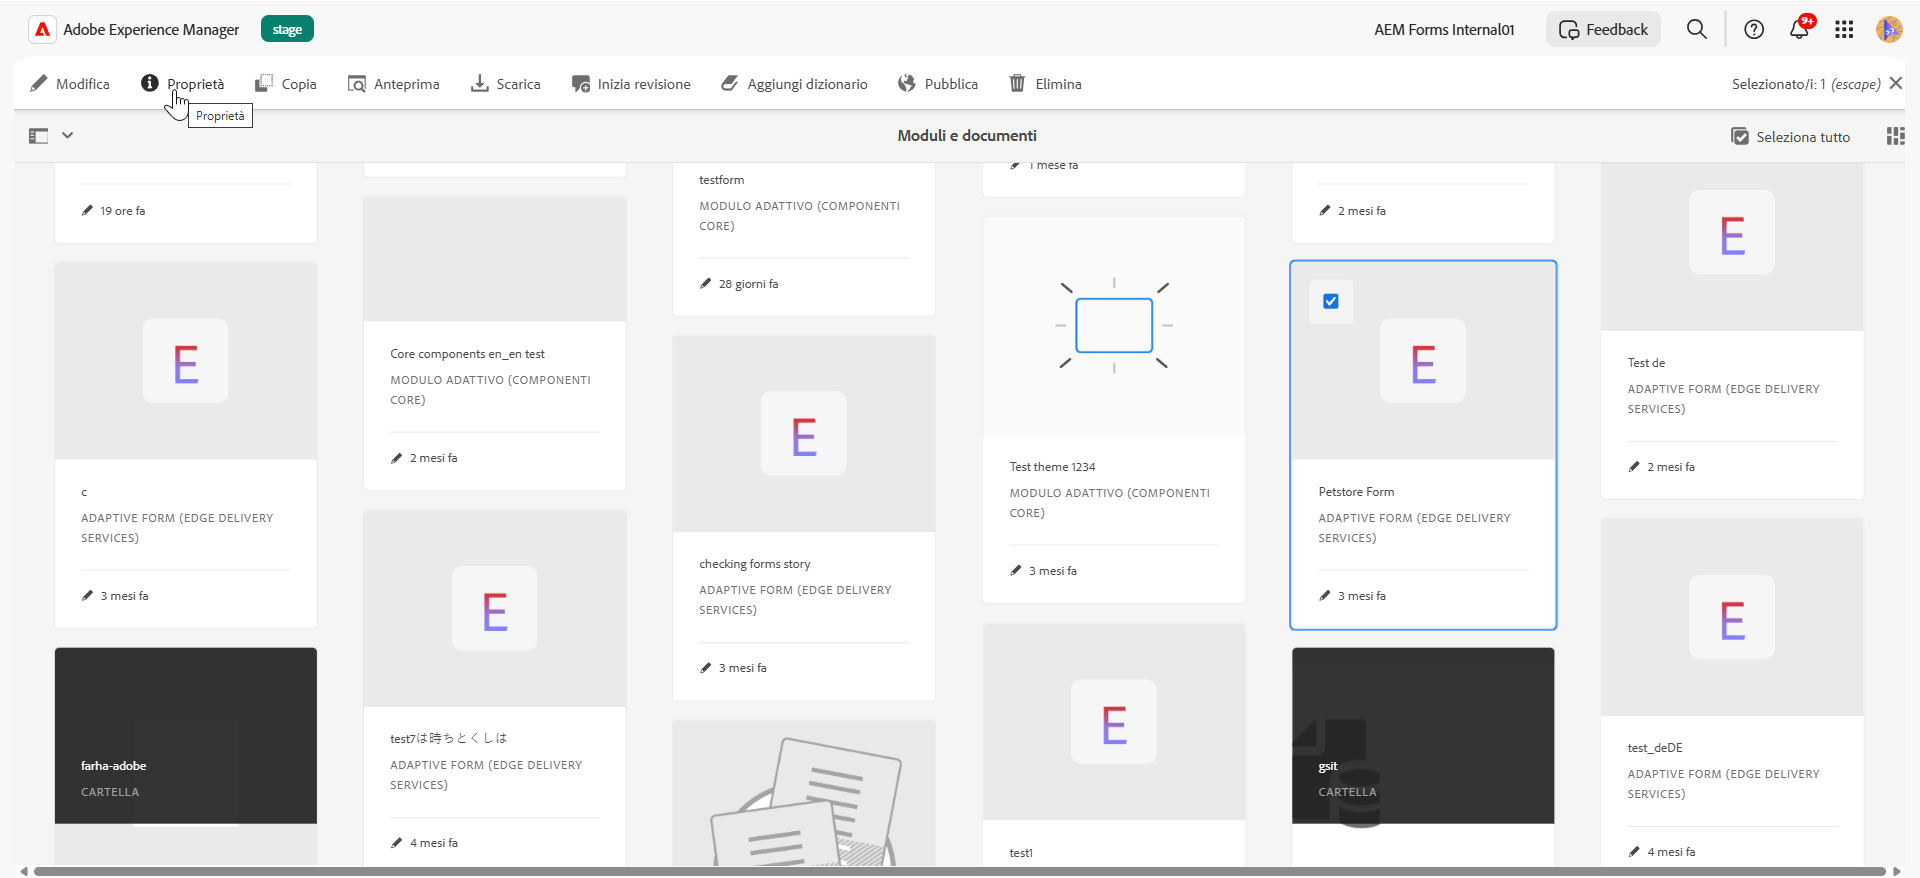 Adobe Experience Manager
stage
AEM Forms Internal01
Feedback
9+
Modifica
Proprietà
Copia
Anteprima
Scarica
Inizia revisione
Aggiungi dizionario
Pubblica
Elimina
Selezionato/i: 1 (escape)
Proprietà
Moduli e documenti
Seleziona tutto
19 ore fa
E
c
ADAPTIVE FORM (EDGE DELIVERY
SERVICES)
3 mesi fa
farha-adobe
CARTELLA
Core components en_en test
MODULO ADATTIVO (COMPONENTI
CORE)
2 mesi fa
E
test7は時ちとくしは
ADAPTIVE FORM (EDGE DELIVERY
SERVICES)
4 mesi fa
testform
MODULO ADATTIVO (COMPONENTI
CORE)
28 giorni fa
E
checking forms story
ADAPTIVE FORM (EDGE DELIVERY
SERVICES)
3 mesi fa
1 mese fa
Test theme 1234
MODULO ADATTIVO (COMPONENTI
CORE)
3 mesi fa
E
test1
2 mesi fa
E
Petstore Form
ADAPTIVE FORM (EDGE DELIVERY
SERVICES)
3 mesi fa
gsit
CARTELLA
E
Test de
ADAPTIVE FORM (EDGE DELIVERY
SERVICES)
2 mesi fa
E
test_deDE
ADAPTIVE FORM (EDGE DELIVERY
SERVICES)
4 mesi fa